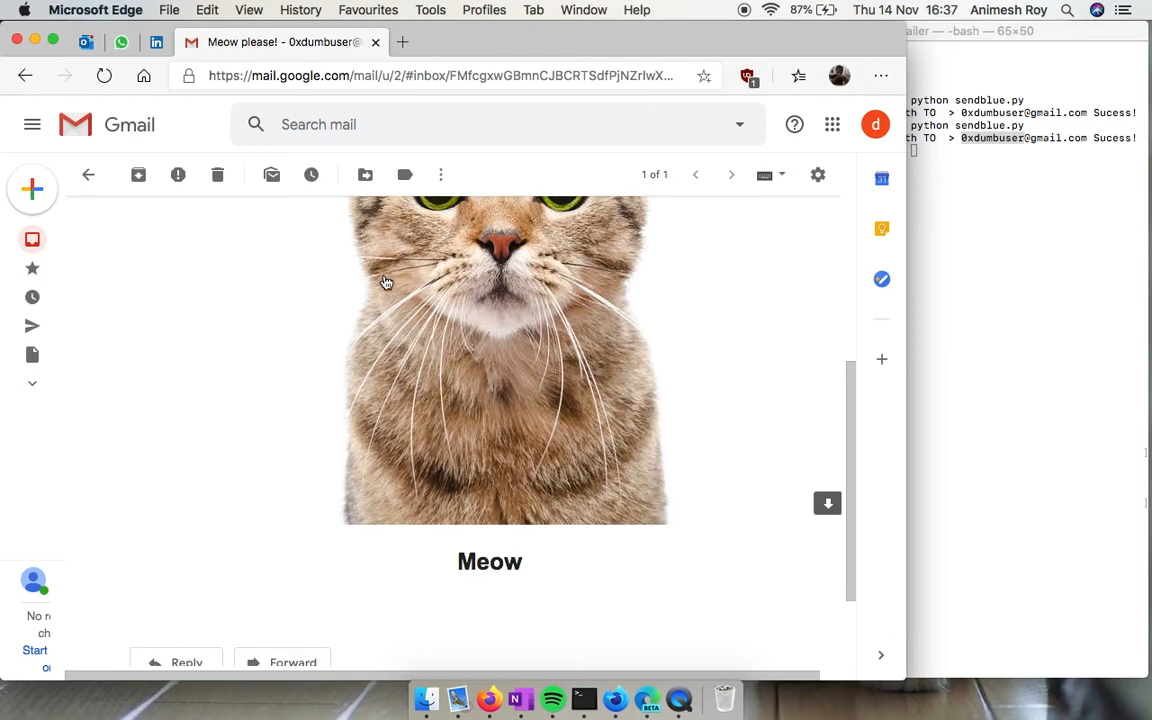 Microsoft Edge File Edit View History Favourites Tools Profiles Tab Window Help 87% Thu 14 Nov 16:37 Animesh Roy
Meow please! - 0xdumbuser@
ailer — -bash — 65×50
https://mail.google.com/mail/u/2/#inbox/FMfcgxwGBmnCJBCRTSdfPjNZrlwX...
python sendblue.py
th TO > 0xdumbuser@gmail.com Sucess!
python sendblue.py
th TO > 0xdumbuser@gmail.com Sucess!
Gmail
Search mail
d
1 of 1
31
Meow
No r
ch
Start
or
Reply
Forward
BETA